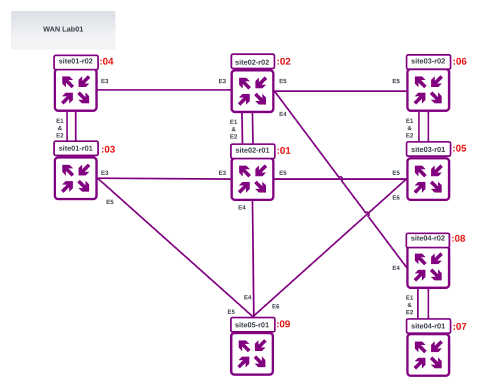 WAN Lab01
site01-r02 :04
site02-r02 :02
site03-r02 :06
E3
E3
E5
E5
E4
E1
&
E2
E1
&
E2
E1
&
E2
site01-r01 :03
site02-r01 :01
site03-r01 :05
E3
E3
E5
E5
E5
E4
E6
site04-r02 :08
E4
E4
E6
E1
&
E2
E5
site05-r01 :09
site04-r01 :07